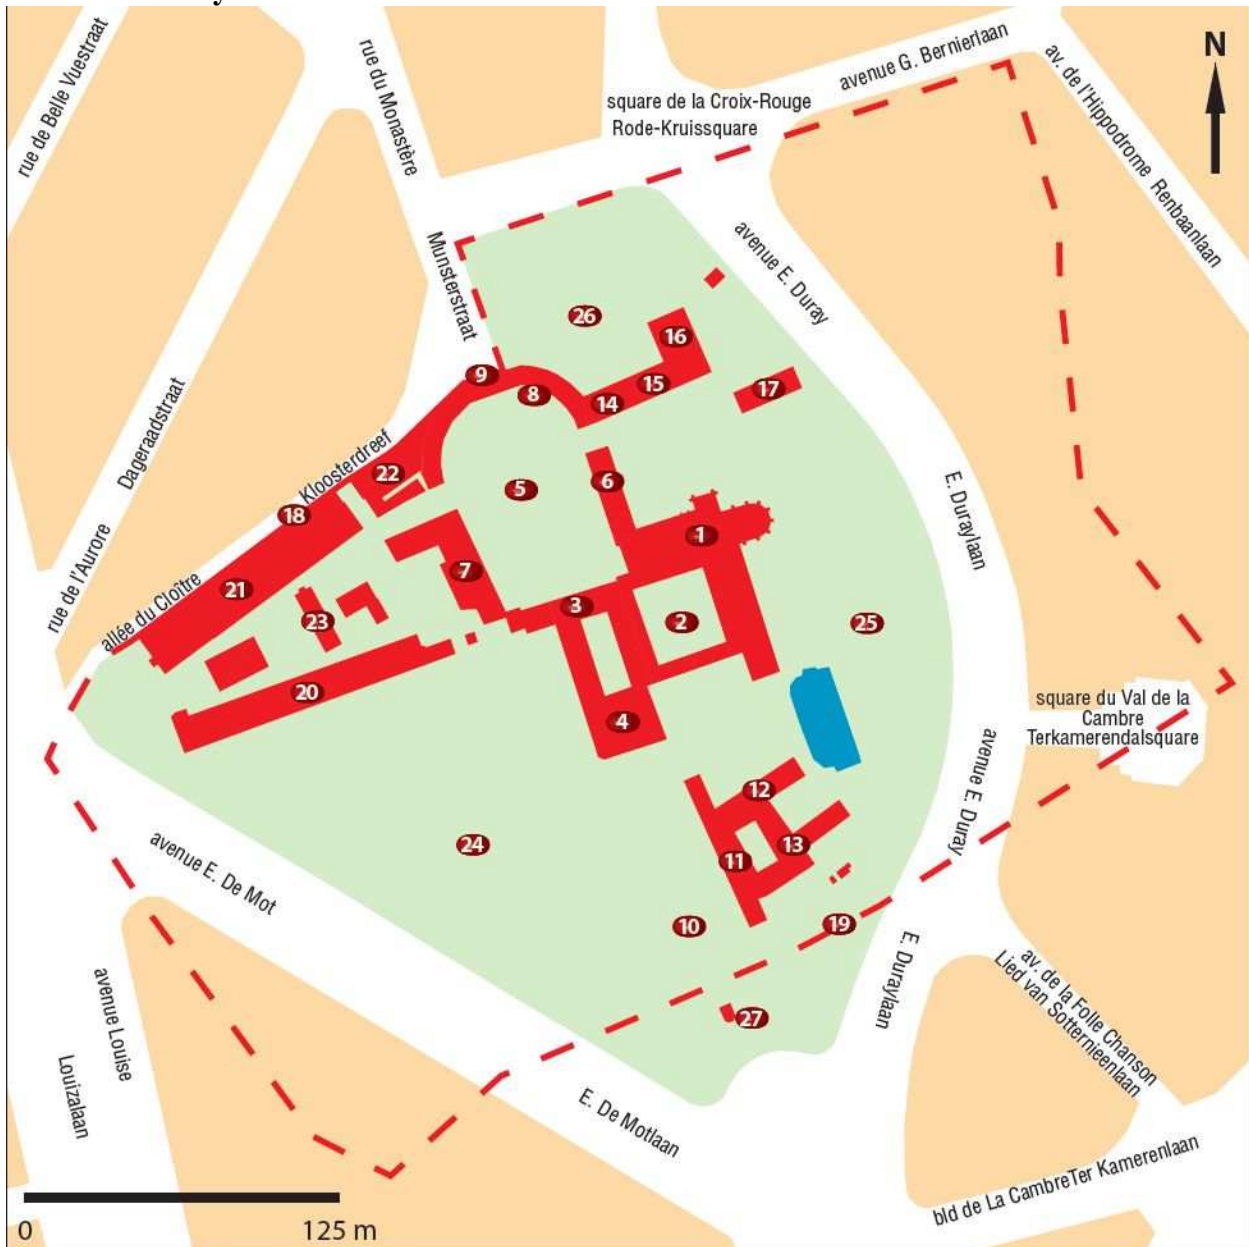 rue de Belle Vuestraat
rue du Monastère
Munsterstraat
square de la Croix-Rouge
Rode-Kruissquare
avenue G. Bernierlaan
av. de l'Hippodrome Renbaanlaan
N
avenue E. Duray
E. Duraylaan
26
16
9
8
14
15
17
Dageraadstraat
rue de l'Aurore
Kloosterdreef
allée du Cloître
22
5
6
18
1
7
21
3
23
2
25
20
4
square du Val de la
Cambre
Terkamerendalsquare
avenue E. Duray
E. Duraylaan
12
24
11
13
10
19
27
avenue E. De Mot
E. De Motlaan
avenue Louise
Louizalaan
av. de la Folle Chanson
Lied van Sotternieenlaan
bld de La CambreTer Kamerenlaan
0
125 m